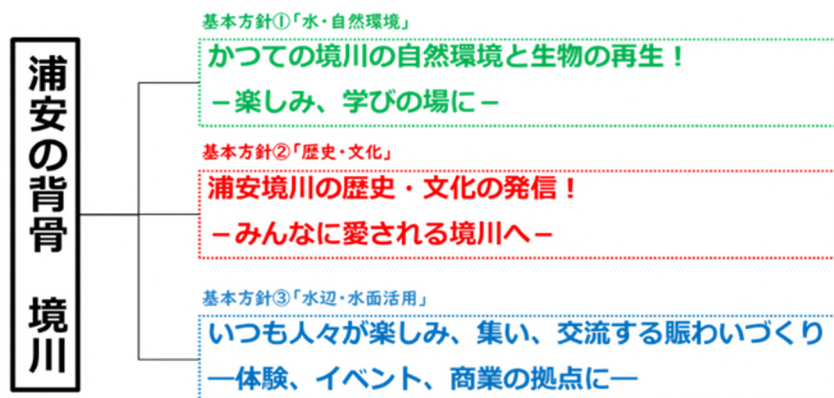 浦安の背骨　境川
基本方針①「水・自然環境」
かつての境川の自然環境と生物の再生！
－楽しみ、学びの場に－
基本方針②「歴史・文化」
浦安境川の歴史・文化の発信！
－みんなに愛される境川へ－
基本方針③「水辺・水面活用」
いつも人々が楽しみ、集い、交流する賑わいづくり
―体験、イベント、商業の拠点に―